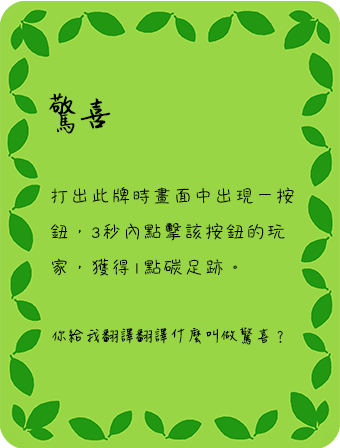 驚喜
打出此牌時畫面中出現一按
鈕，3秒內點擊該按鈕的玩
家，獲得1點碳足跡。
你給我翻譯翻譯什麼叫做驚喜？